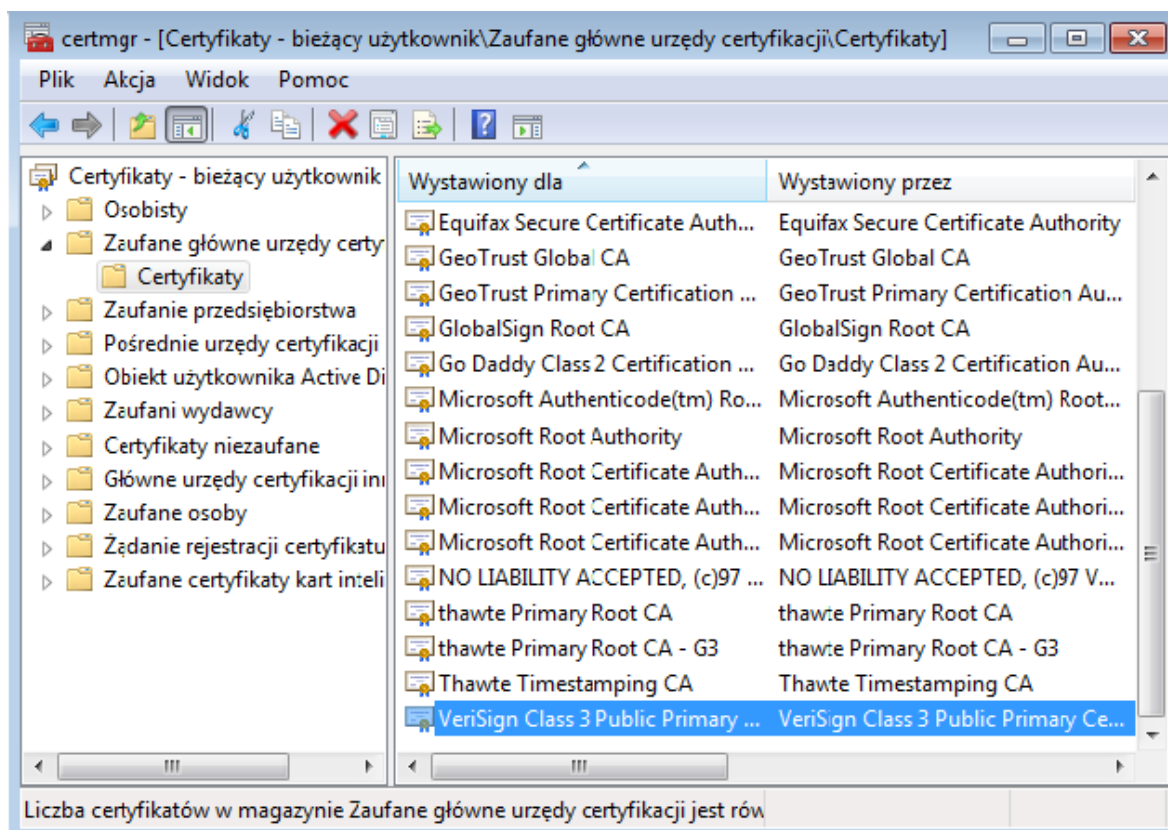 certmgr - [Certyfikaty - bieżący użytkownik\Zaufane główne urzędy certyfikacji\Certyfikaty]
Plik Akcja Widok Pomoc
Certyfikaty - bieżący użytkownik
Osobisty
Zaufane główne urzędy certy
Certyfikaty
Zaufanie przedsiębiorstwa
Pośrednie urzędy certyfikacji
Obiekt użytkownika Active Di
Zaufani wydawcy
Certyfikaty niezaufane
Główne urzędy certyfikacji inn
Zaufane osoby
Żądanie rejestracji certyfikatu
Zaufane certyfikaty kart inteli
Wystawiony dla Wystawiony przez
Equifax Secure Certificate Auth... Equifax Secure Certificate Authority
GeoTrust Global CA GeoTrust Global CA
GeoTrust Primary Certification ... GeoTrust Primary Certification Au...
GlobalSign Root CA GlobalSign Root CA
Go Daddy Class 2 Certification ... Go Daddy Class 2 Certification Au...
Microsoft Authenticode(tm) Ro... Microsoft Authenticode(tm) Root...
Microsoft Root Authority Microsoft Root Authority
Microsoft Root Certificate Auth... Microsoft Root Certificate Authori...
Microsoft Root Certificate Auth... Microsoft Root Certificate Authori...
Microsoft Root Certificate Auth... Microsoft Root Certificate Authori...
NO LIABILITY ACCEPTED, (c)97 ... NO LIABILITY ACCEPTED, (c)97 V...
thawte Primary Root CA thawte Primary Root CA
thawte Primary Root CA - G3 thawte Primary Root CA - G3
Thawte Timestamping CA Thawte Timestamping CA
VeriSign Class 3 Public Primary ... VeriSign Class 3 Public Primary Ce...
Liczba certyfikatów w magazynie Zaufane główne urzędy certyfikacji jest rów